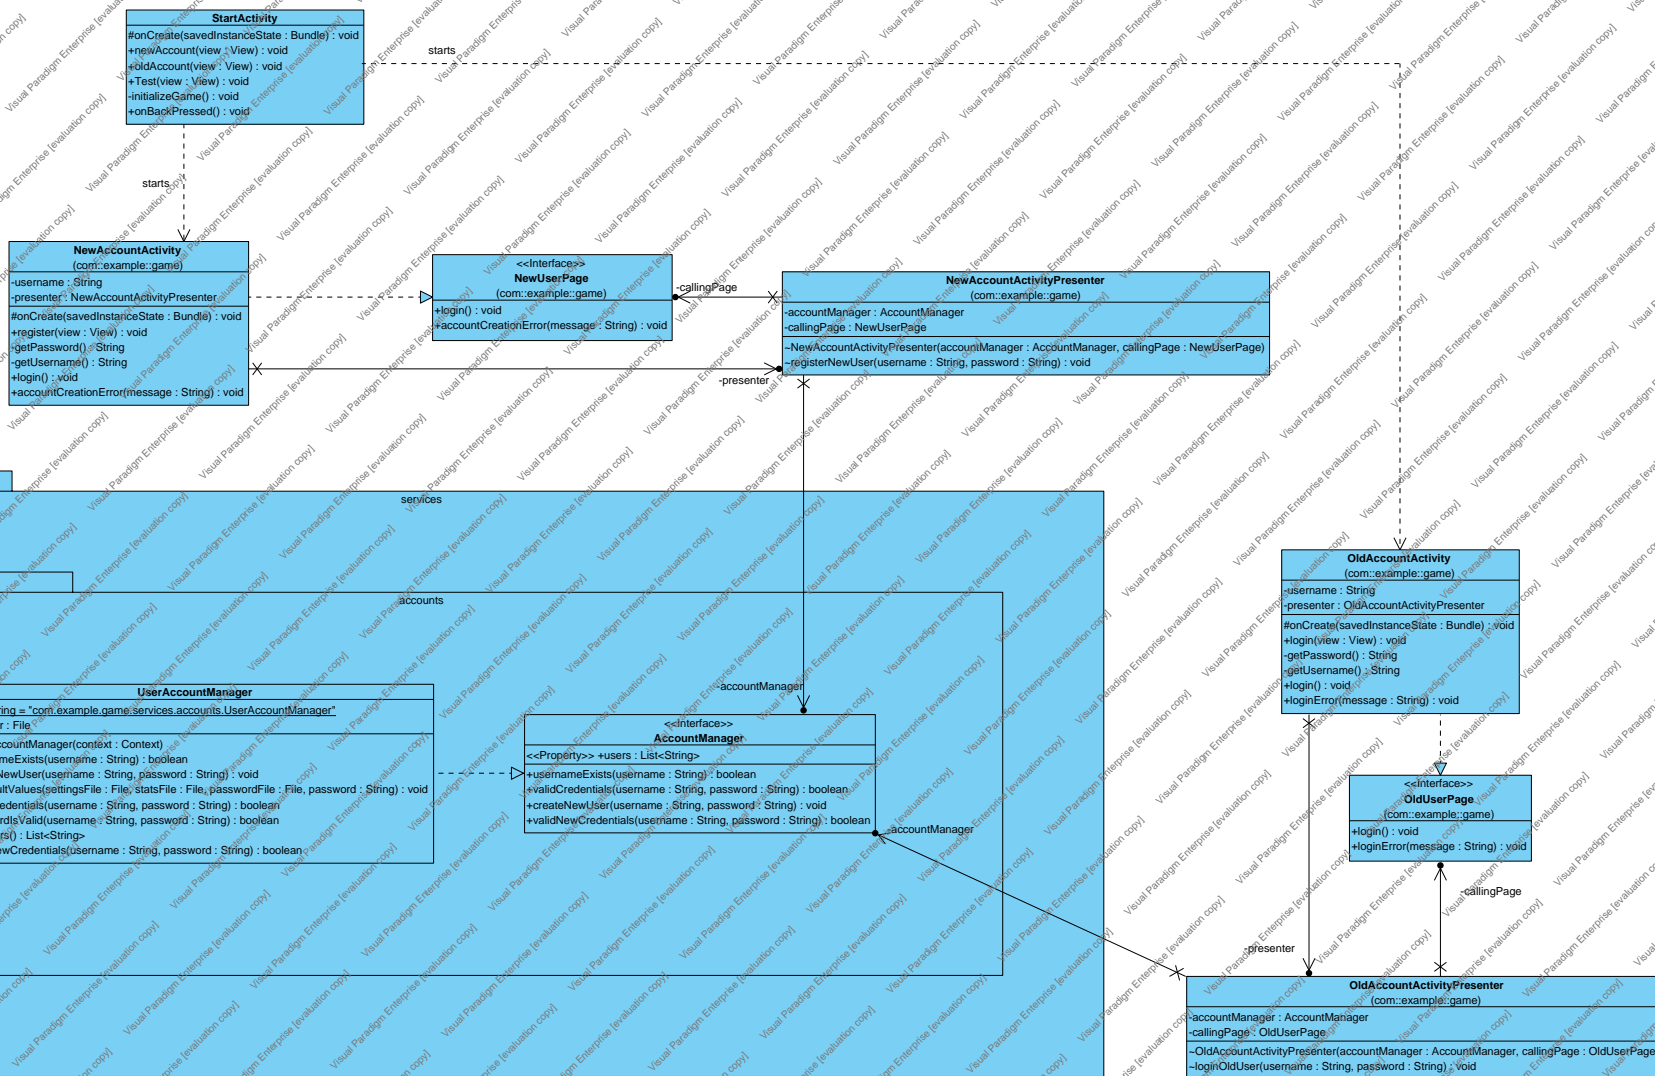 StartActivity
#onCreate(savedInstanceState : Bundle) : void
+newAccount(view : View) : void
+oldAccount(view : View) : void
+Test(view : View) : void
-initializeGame() : void
+onBackPressed() : void
starts
starts
NewAccountActivity
(com::example::game)
-username : String
-presenter : NewAccountActivityPresenter
#onCreate(savedInstanceState : Bundle) : void
+register(view : View) : void
-getPassword() : String
-getUsername() : String
+login() : void
+accountCreationError(message : String) : void
<<Interface>>
NewUserPage
(com::example::game)
+login() : void
+accountCreationError(message : String) : void
-callingPage
NewAccountActivityPresenter
(com::example::game)
-accountManager : AccountManager
-callingPage : NewUserPage
~NewAccountActivityPresenter(accountManager : AccountManager, callingPage : NewUserPage)
~registerNewUser(username : String, password : String) : void
-presenter
services
accounts
OldAccountActivity
(com::example::game)
-username : String
-presenter : OldAccountActivityPresenter
#onCreate(savedInstanceState : Bundle) : void
+login(view : View) : void
-getPassword() : String
-getUsername() : String
+login() : void
+loginError(message : String) : void
UserAccountManager
ring = "com.example.game.services.accounts.UserAccountManager"
r : File
ccountManager(context : Context)
meExists(username : String) : boolean
NewUser(username : String, password : String) : void
ultValues(settingsFile : File, statsFile : File, passwordFile : File, password : String) : void
redentials(username : String, password : String) : boolean
rdIsValid(username : String, password : String) : boolean
rs() : List<String>
ewCredentials(username : String, password : String) : boolean
-accountManager
<<Interface>>
AccountManager
<<Property>> +users : List<String>
+usernameExists(username : String) : boolean
+validCredentials(username : String, password : String) : boolean
+createNewUser(username : String, password : String) : void
+validNewCredentials(username : String, password : String) : boolean
-accountManager
<<Interface>>
OldUserPage
(com::example::game)
+login() : void
+loginError(message : String) : void
-callingPage
-presenter
OldAccountActivityPresenter
(com::example::game)
-accountManager : AccountManager
-callingPage : OldUserPage
~OldAccountActivityPresenter(accountManager : AccountManager, callingPage : OldUserPage
~loginOldUser(username : String, password : String) : void
Visual Paradigm Enterprise [evaluation copy]